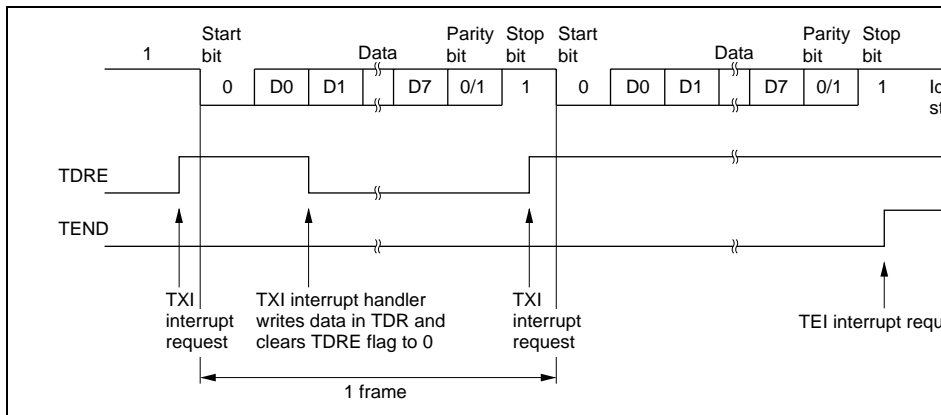 Start bit Data Parity bit Stop bit Start bit Data Parity bit Stop bit
1
0 D0 D1 D7 0/1 1 0 D0 D1 D7 0/1 1
TDRE
TEND
TXI interrupt request
TXI interrupt handler
writes data in TDR and
clears TDRE flag to 0
TXI interrupt request
TEI interrupt
1 frame